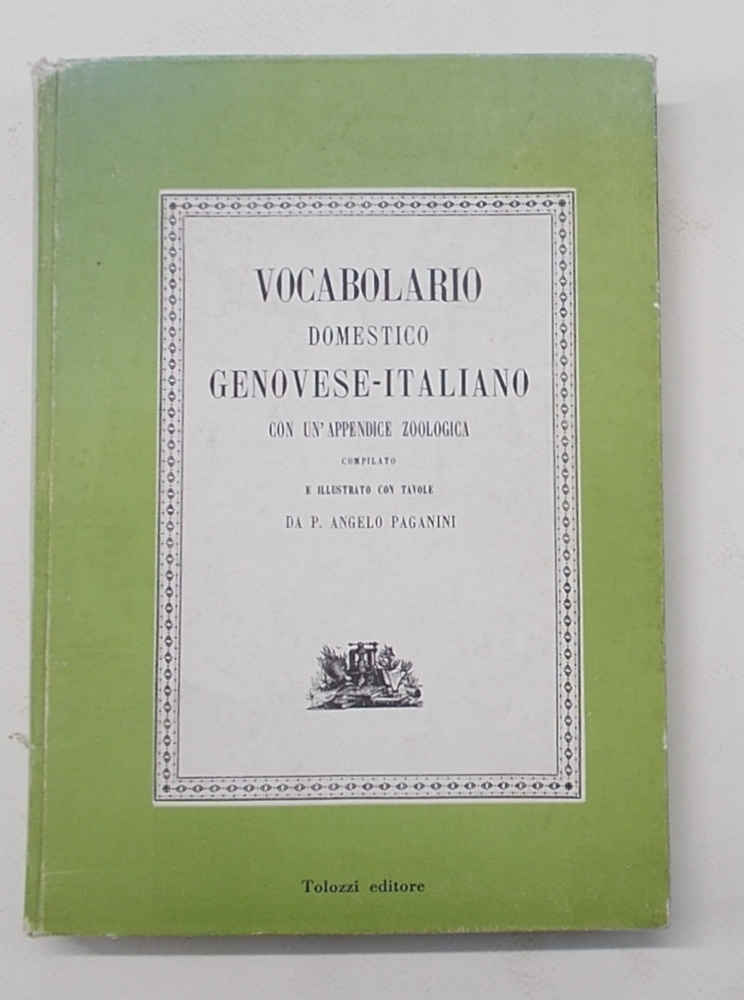 VOCABOLARIO
DOMESTICO
GENOVESE-ITALIANO
CON UN' APPENDICE ZOOLOGICA
COMPILATO
E ILLUSTRATO CON TAVOLE
DA P. ANGELO PAGANINI
Tolozzi editore